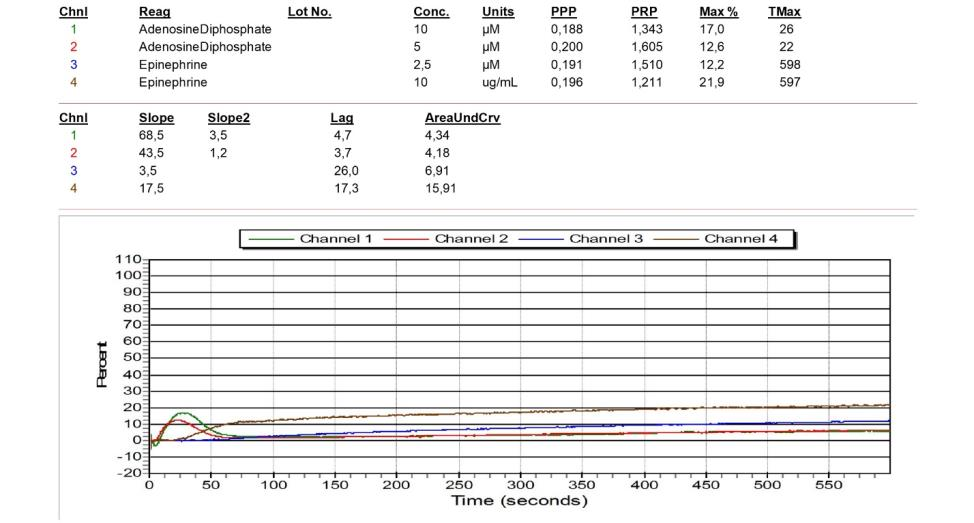 Chnl Reag Lot No. Conc. Units PPP PRP Max % TMax
1 AdenosineDiphosphate 10 µM 0,188 1,343 17,0 26
2 AdenosineDiphosphate 5 µM 0,200 1,605 12,6 22
3 Epinephrine 2,5 µM 0,191 1,510 12,2 598
4 Epinephrine 10 ug/mL 0,196 1,211 21,9 597
Chnl Slope Slope2 Lag AreaUndCrv
1 68,5 3,5 4,7 4,34
2 43,5 1,2 3,7 4,18
3 3,5 26,0 6,91
4 17,5 17,3 15,91
Channel 1 Channel 2 Channel 3 Channel 4
110
100
90
80
70
60
50
40
30
20
10
0
-10
-20
Percent
0 50 100 150 200 250 300 350 400 450 500 550
Time (seconds)